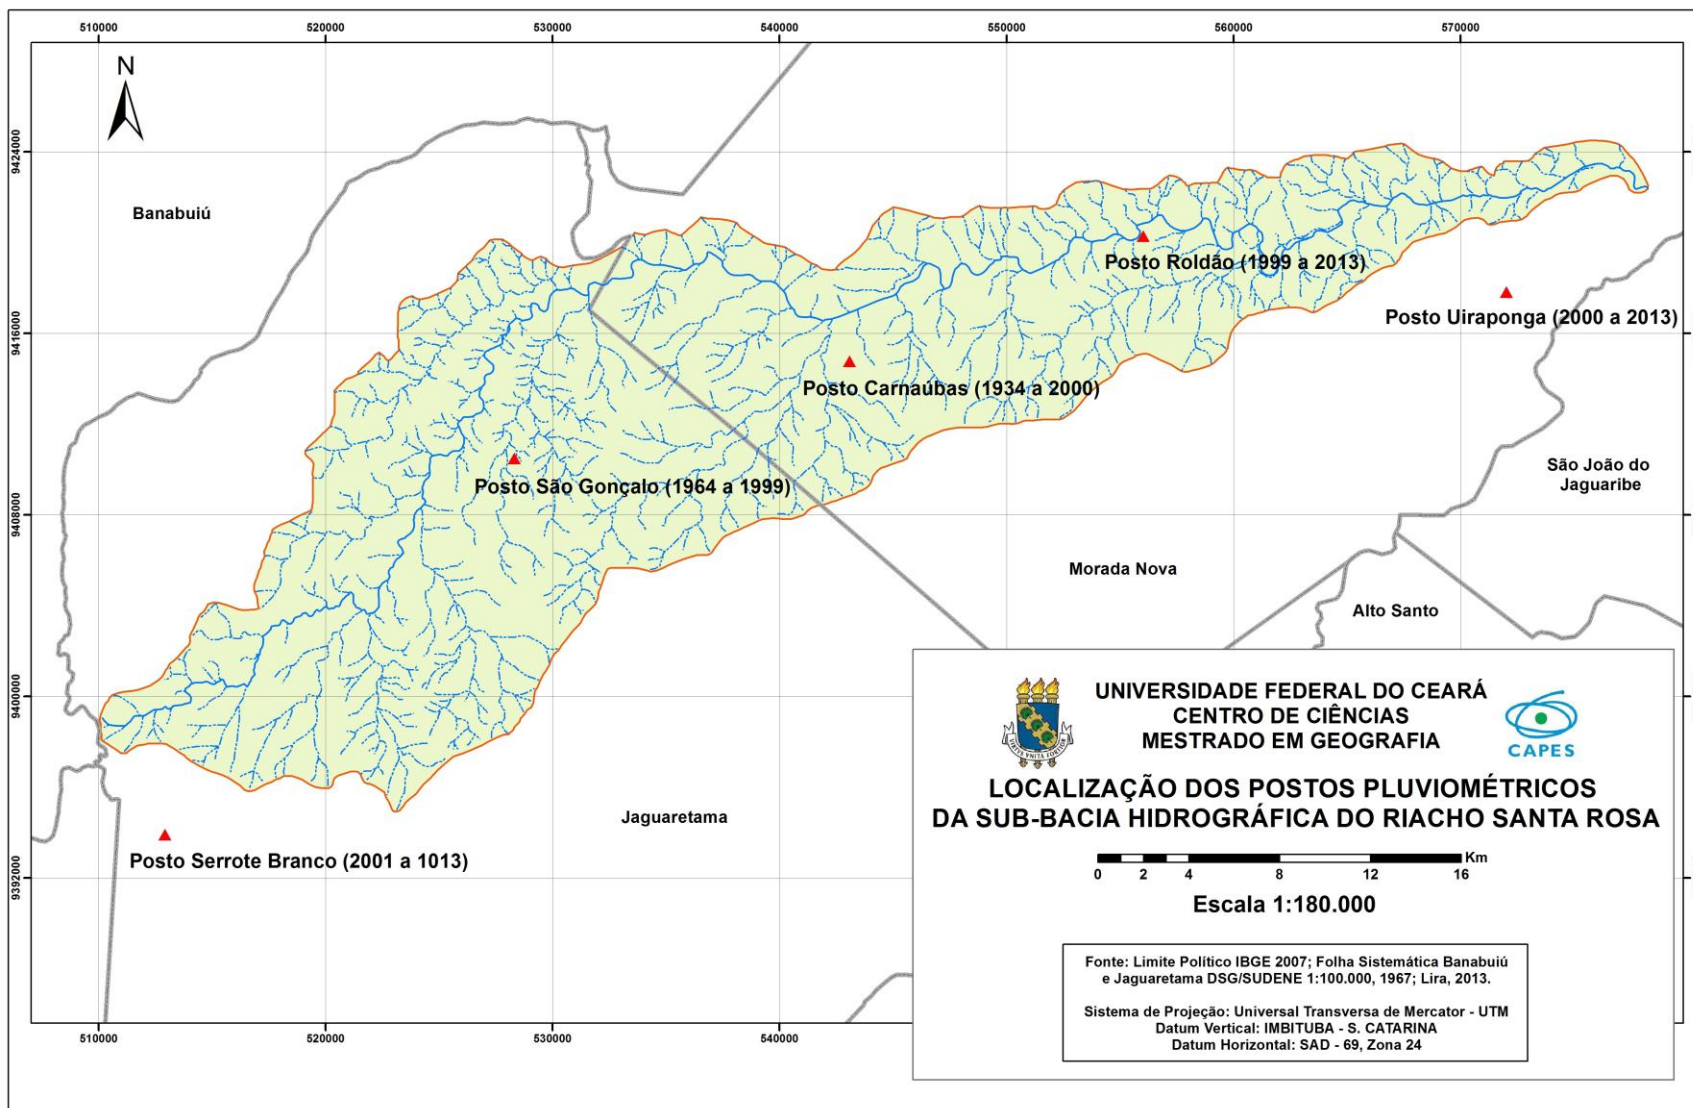 510000
520000
530000
540000
550000
560000
570000
N
9424000
9416000
9408000
9400000
9392000
Banabuiú
Posto Roldão (1999 a 2013)
Posto Uiraponga (2000 a 2013)
Posto Carnaúbas (1934 a 2000)
Posto São Gonçalo (1964 a 1999)
São João do
Jaguaribe
Morada Nova
Alto Santo
Jaguaretama
Posto Serrote Branco (2001 a 1013)
510000
520000
530000
540000
VIRTVS VNITA FORTIOR
UNIVERSIDADE FEDERAL DO CEARÁ
CENTRO DE CIÊNCIAS
MESTRADO EM GEOGRAFIA
CAPES
LOCALIZAÇÃO DOS POSTOS PLUVIOMÉTRICOS
DA SUB-BACIA HIDROGRÁFICA DO RIACHO SANTA ROSA
Km
0 2 4 8 12 16
Escala 1:180.000
Fonte: Limite Político IBGE 2007; Folha Sistemática Banabuiú
e Jaguaretama DSG/SUDENE 1:100.000, 1967; Lira, 2013.
Sistema de Projeção: Universal Transversa de Mercator - UTM
Datum Vertical: IMBITUBA - S. CATARINA
Datum Horizontal: SAD - 69, Zona 24